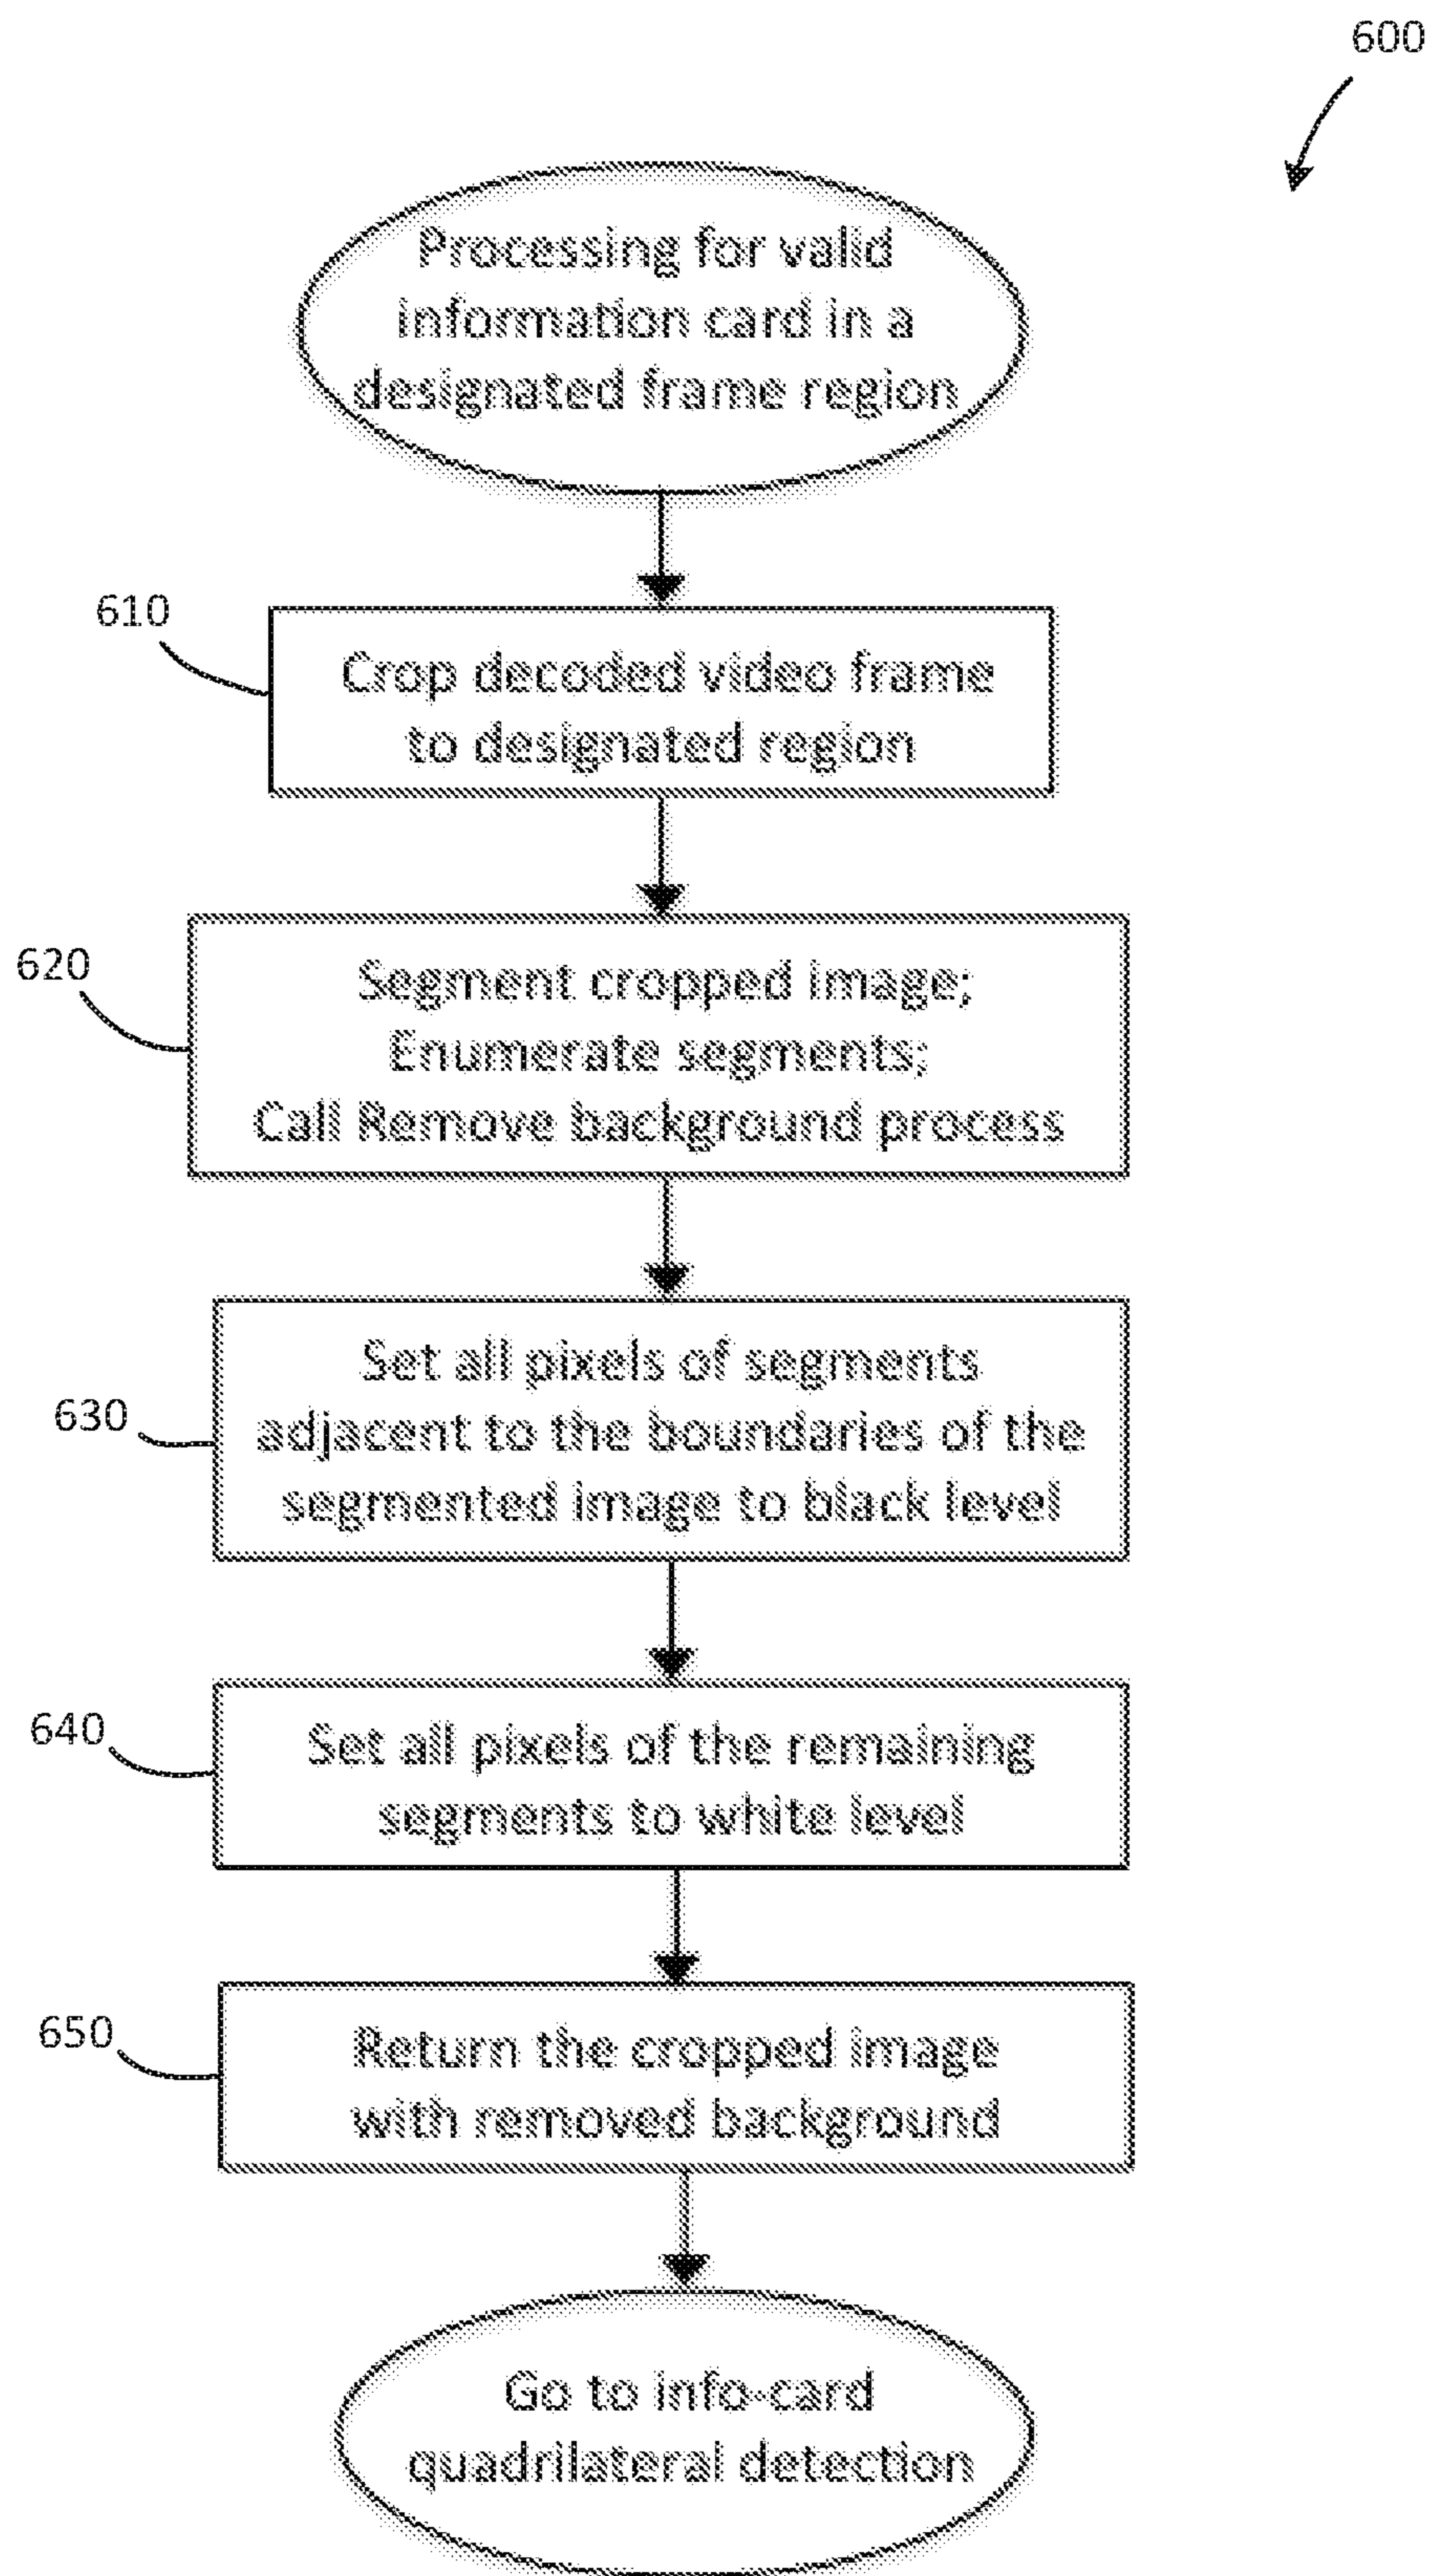 600
Processing for valid
information card in a
designated frame region
610
Crop decoded video frame
to designated region
620
Segment cropped image;
Enumerate segments;
Call Remove background process
630
Set all pixels of segments
adjacent to the boundaries of the
segmented image to black level
640
Set all pixels of the remaining
segments to white level
650
Return the cropped image
with removed background
Go to info-card
quadrilateral detection